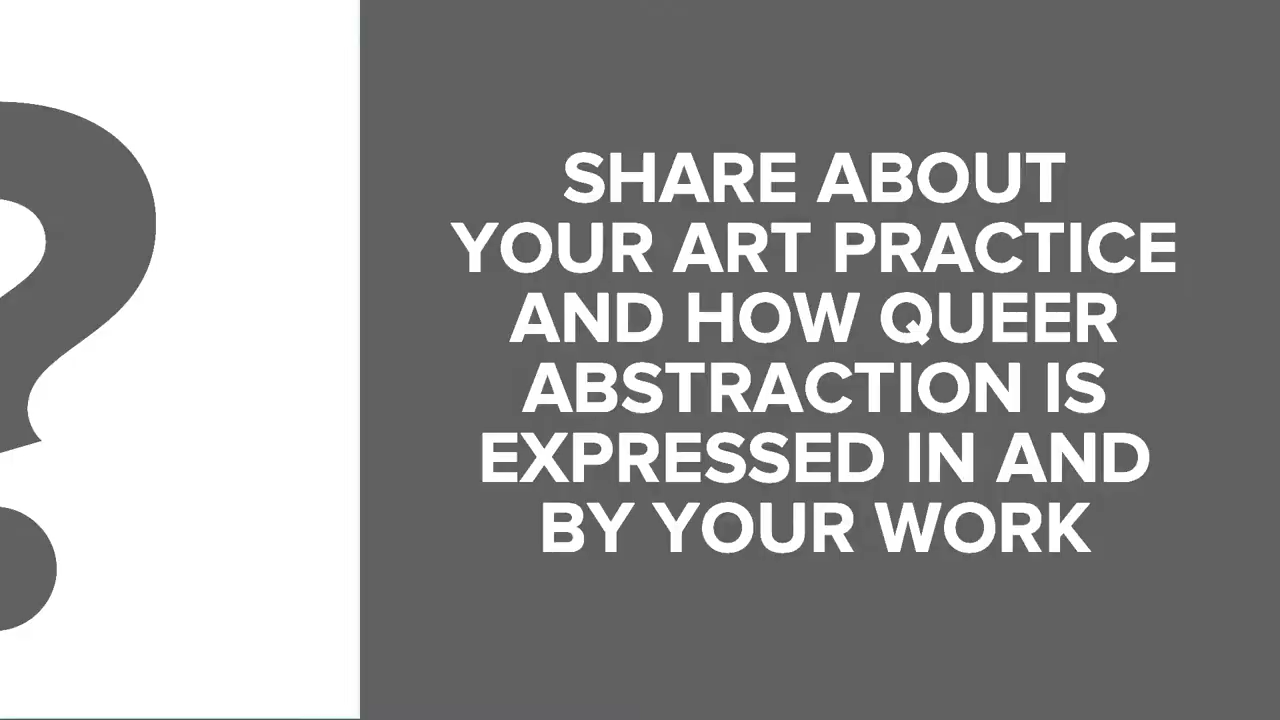 ?
SHARE ABOUT
YOUR ART PRACTICE
AND HOW QUEER
ABSTRACTION IS
EXPRESSED IN AND
BY YOUR WORK